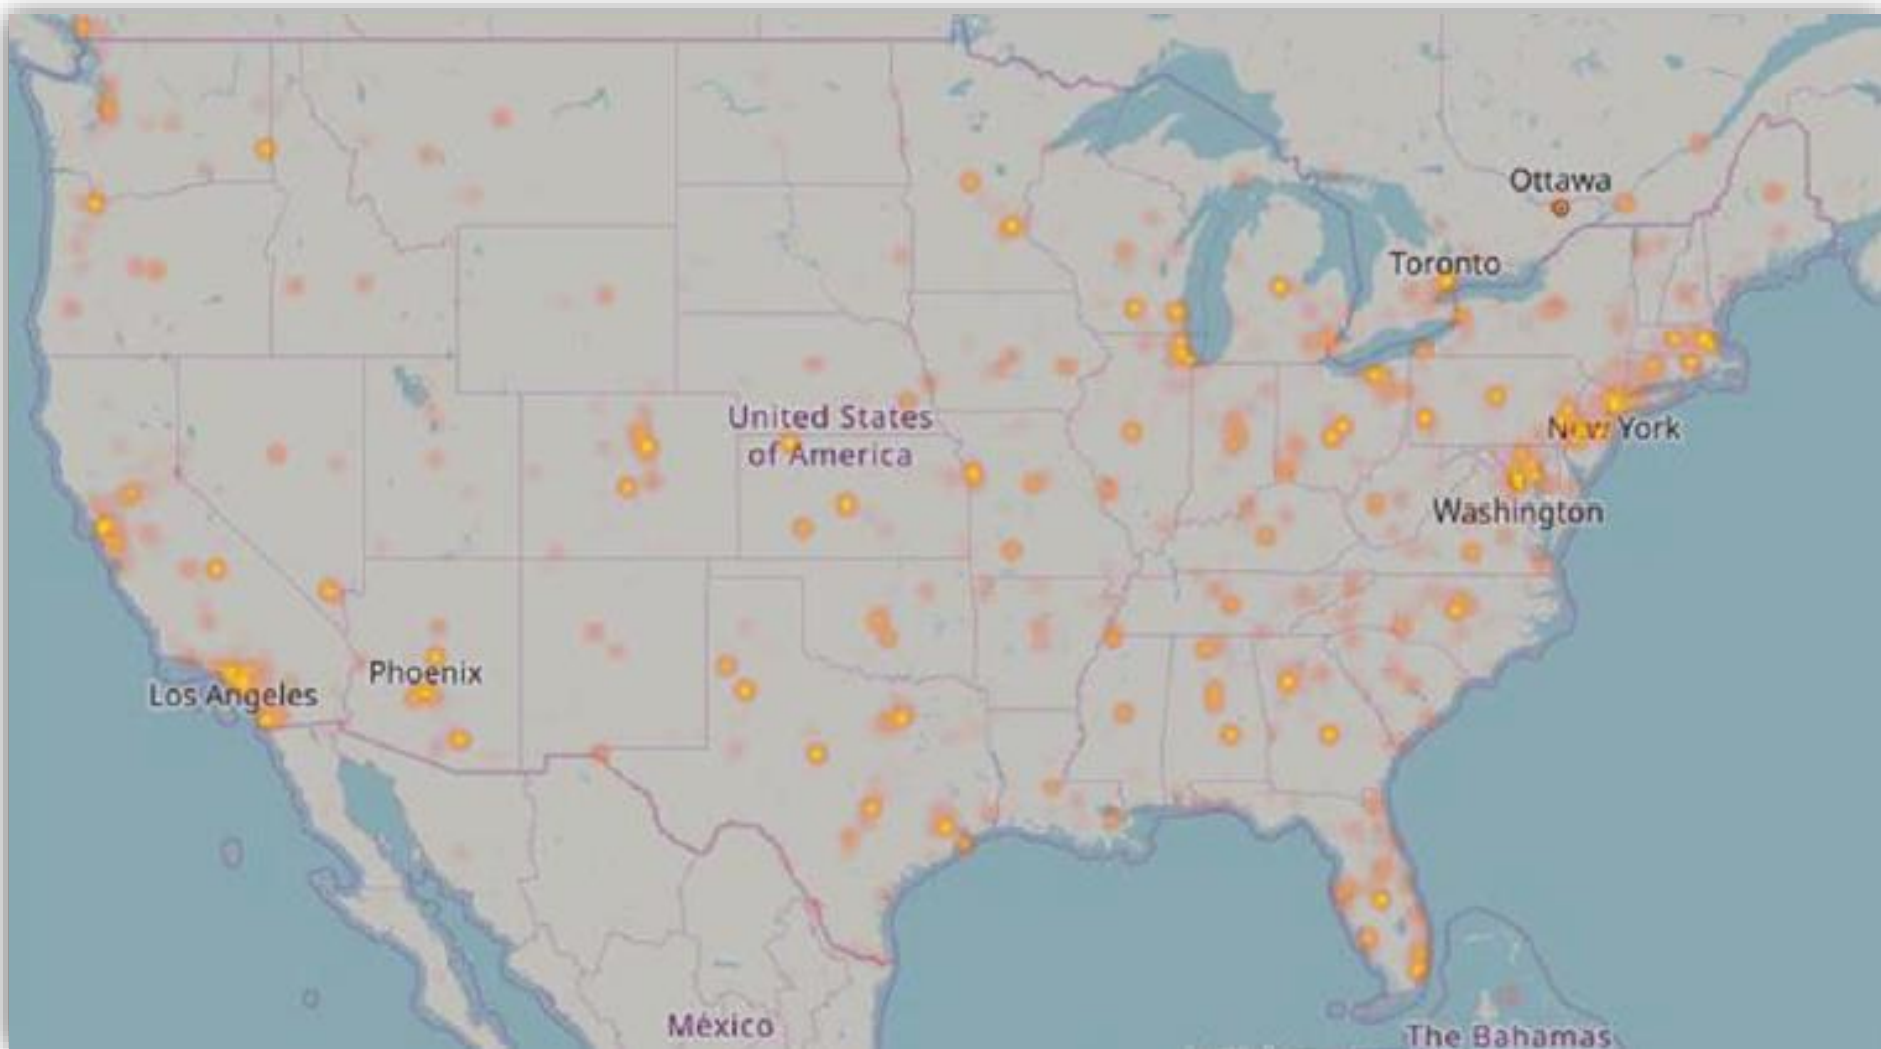 Ottawa
Toronto
United States
of America
New York
Washington
Phoenix
Los Angeles
México
The Bahamas